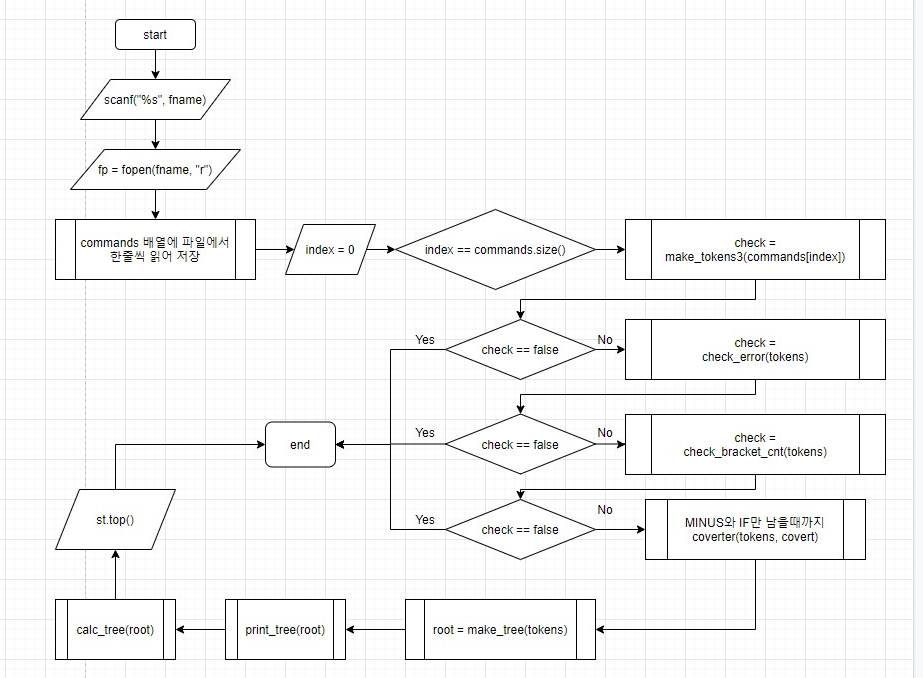 start
scanf("%s", fname)
fp = fopen(fname, "r")
commands 배열에 파일에서
한줄씩 읽어 저장
index = 0
index == commands.size()
check =
make_tokens3(commands[index])
Yes
check == false
No
check =
check_error(tokens)
end
Yes
check == false
No
check =
check_bracket_cnt(tokens)
st.top()
Yes
check == false
No
MINUS와 IF만 남을때까지
coverter(tokens, covert)
calc_tree(root)
print_tree(root)
root = make_tree(tokens)